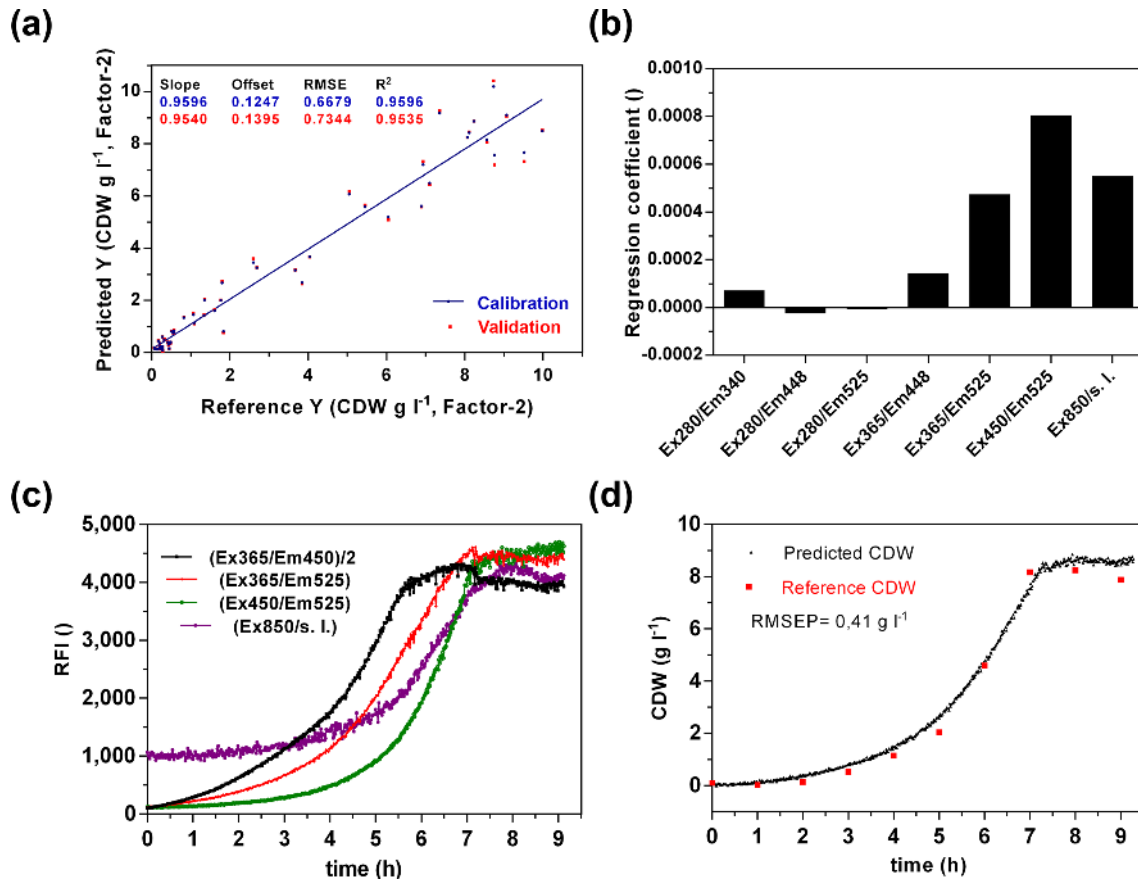 (a)
Predicted Y (CDW g l-1, Factor-2)
Slope Offset RMSE R2
0.9596 0.1247 0.6679 0.9596
0.9540 0.1395 0.7344 0.9535
10
8
6
4
2
0
Calibration
Validation
0 2 4 6 8 10
Reference Y (CDW g l-1, Factor-2)
(b)
Regression coefficient ()
0.0010
0.0008
0.0006
0.0004
0.0002
0.0000
-0.0002
Ex280/Em340
Ex280/Em448
Ex280/Em525
Ex365/Em448
Ex365/Em525
Ex450/Em525
Ex850/s. l.
(c)
RFI ()
5,000
4,000
3,000
2,000
1,000
0
(Ex365/Em450)/2
(Ex365/Em525)
(Ex450/Em525)
(Ex850/s. l.)
0 1 2 3 4 5 6 7 8 9
time (h)
(d)
CDW (g l-1)
10
8
6
4
2
0
Predicted CDW
Reference CDW
RMSEP= 0,41 g l-1
0 1 2 3 4 5 6 7 8 9
time (h)